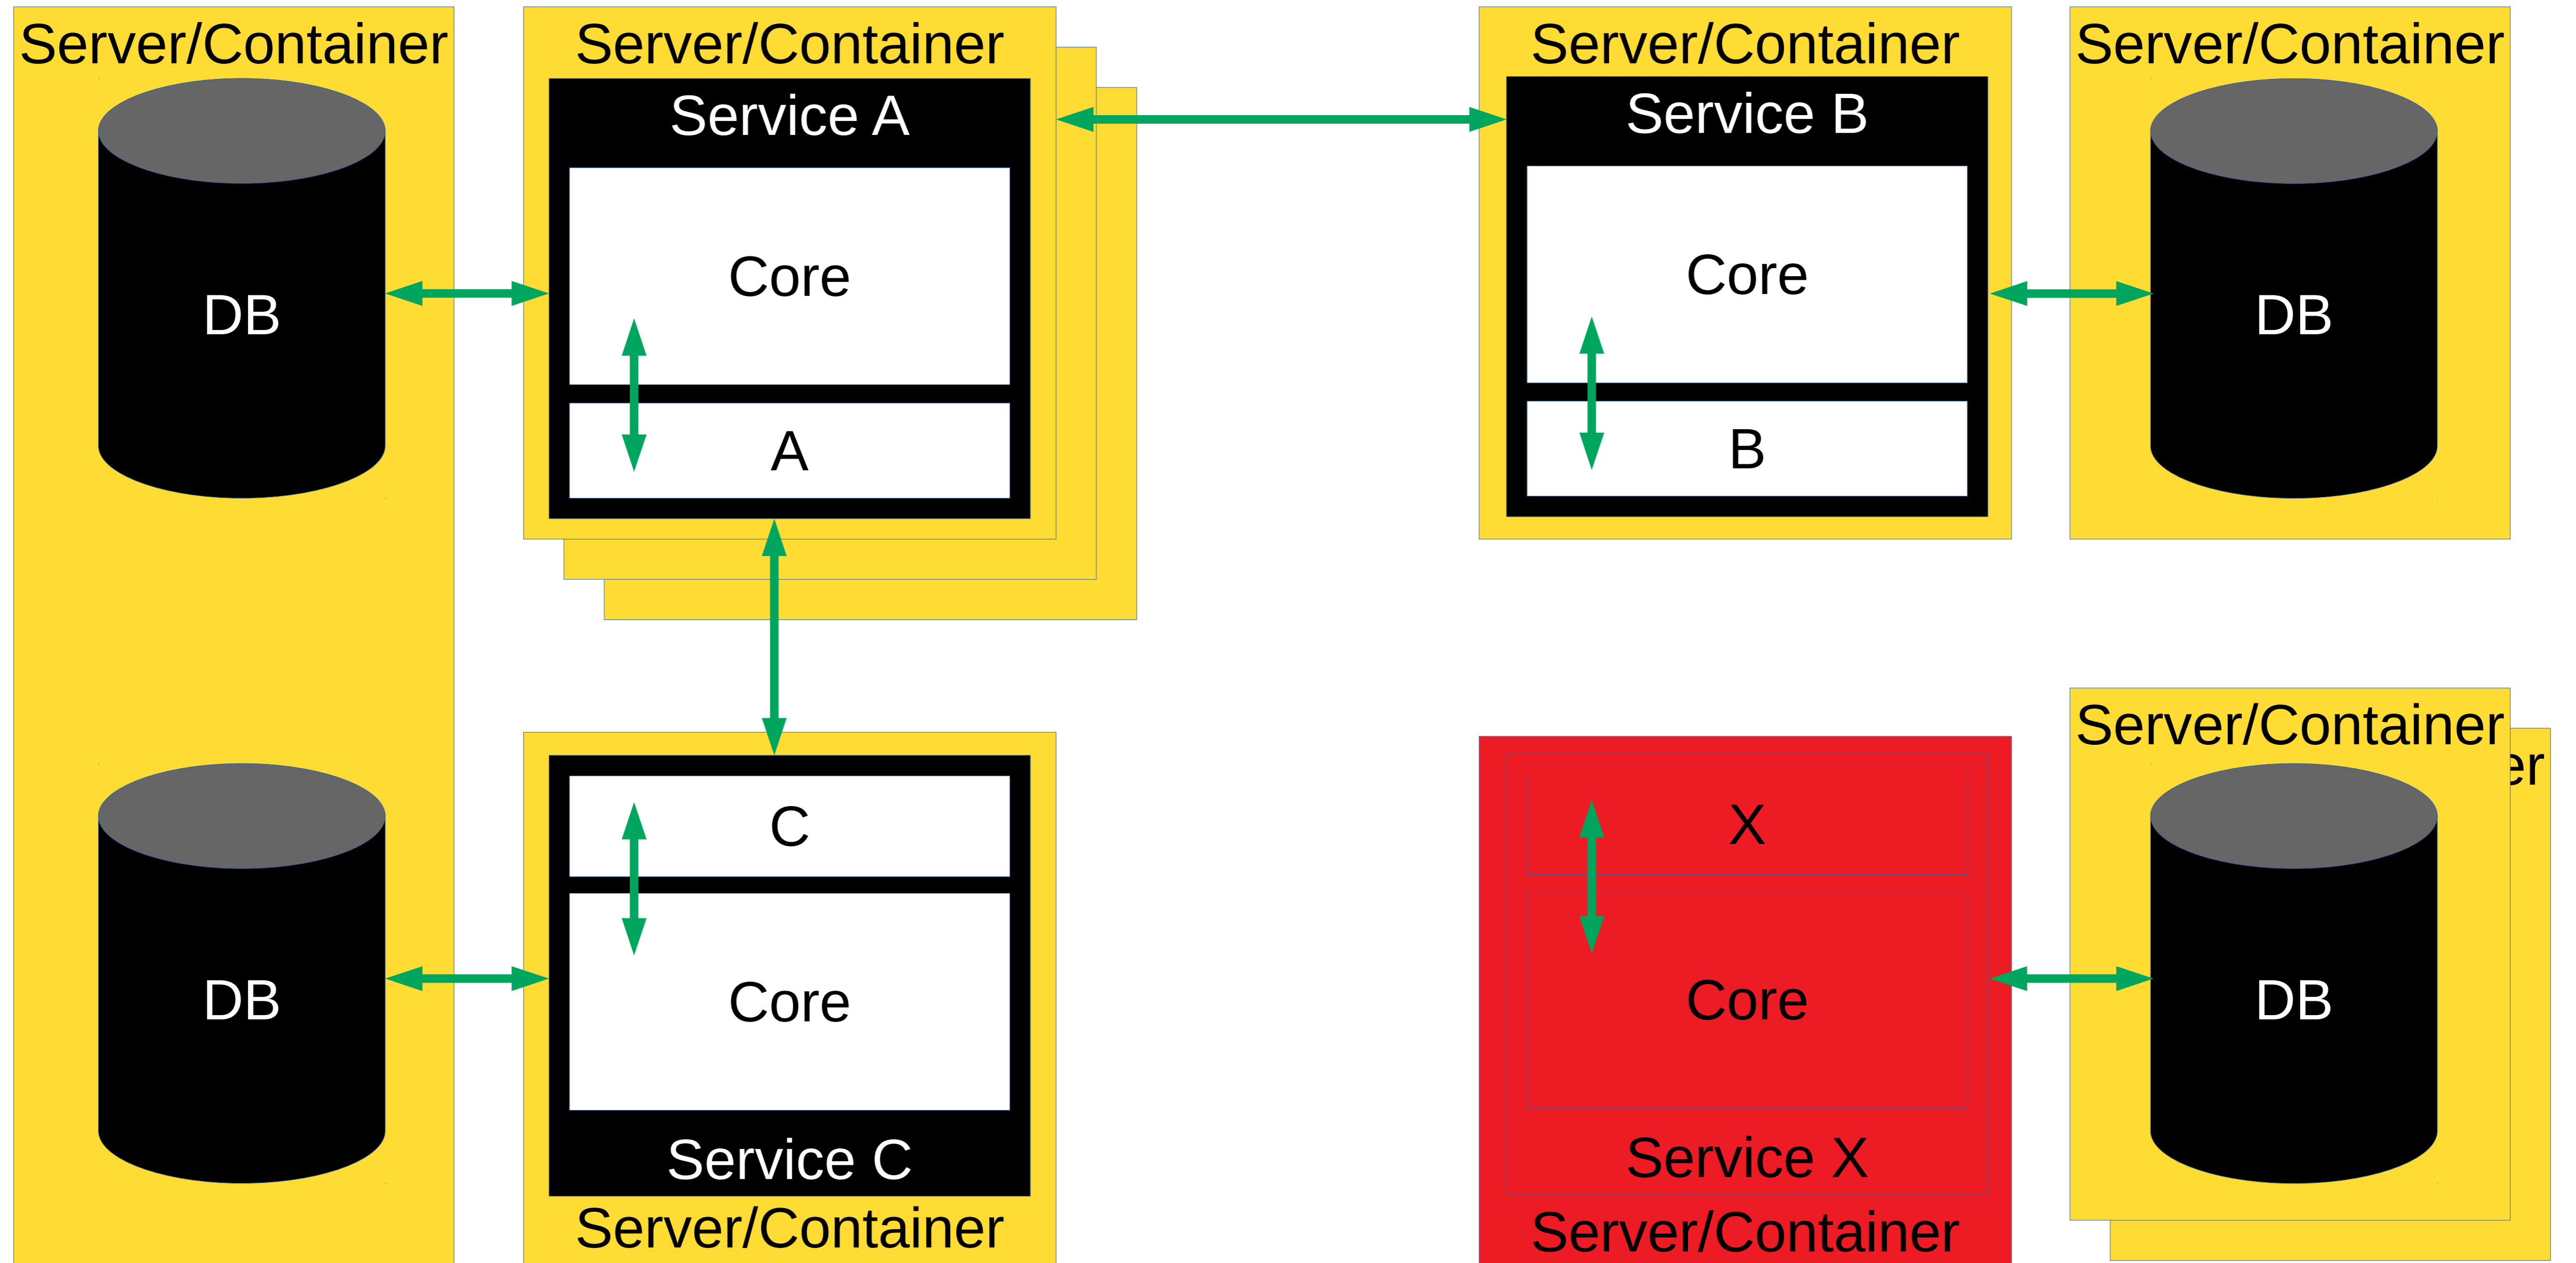 Server/Container
DB
Server/Container
Service A
Core
A
Server/Container
Service B
Core
B
Server/Container
DB
DB
C
Core
Service C
Server/Container
X
Core
Service X
Server/Container
Server/Container
er
DB